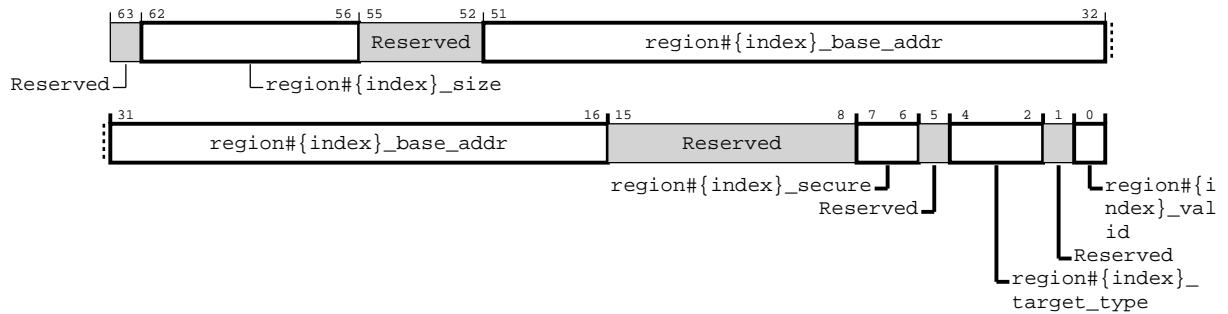 63 62 56 55 52 51 32
Reserved region#{index}_base_addr
Reserved region#{index}_size
31 16 15 8 7 6 5 4 2 1 0
region#{index}_base_addr Reserved
region#{index}_secure region#{i
Reserved ndex}_val
id
Reserved
region#{index}_
target_type